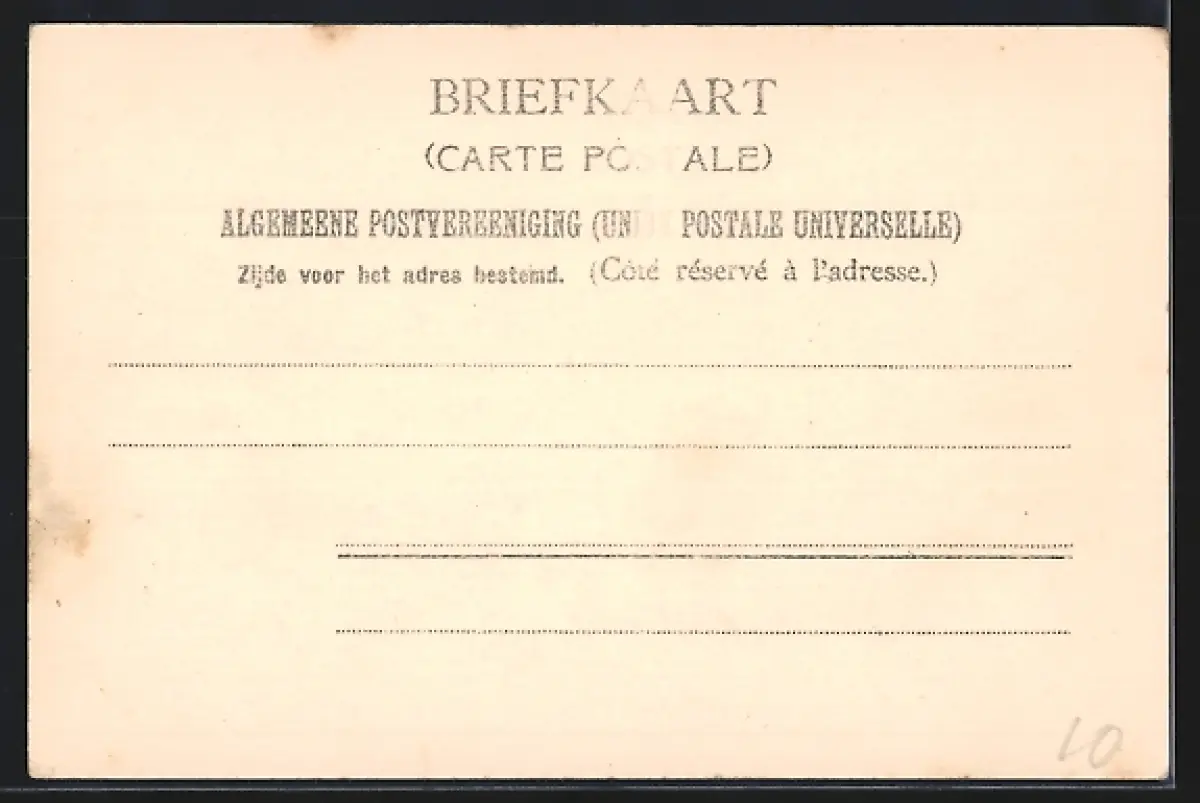 BRIEFKAART
(CARTE POSTALE)
ALGEMEENE POSTVEREENIGING (UNION POSTALE UNIVERSELLE)
Zijde voor het adres bestemd. (Côté réservé à l'adresse.)
10